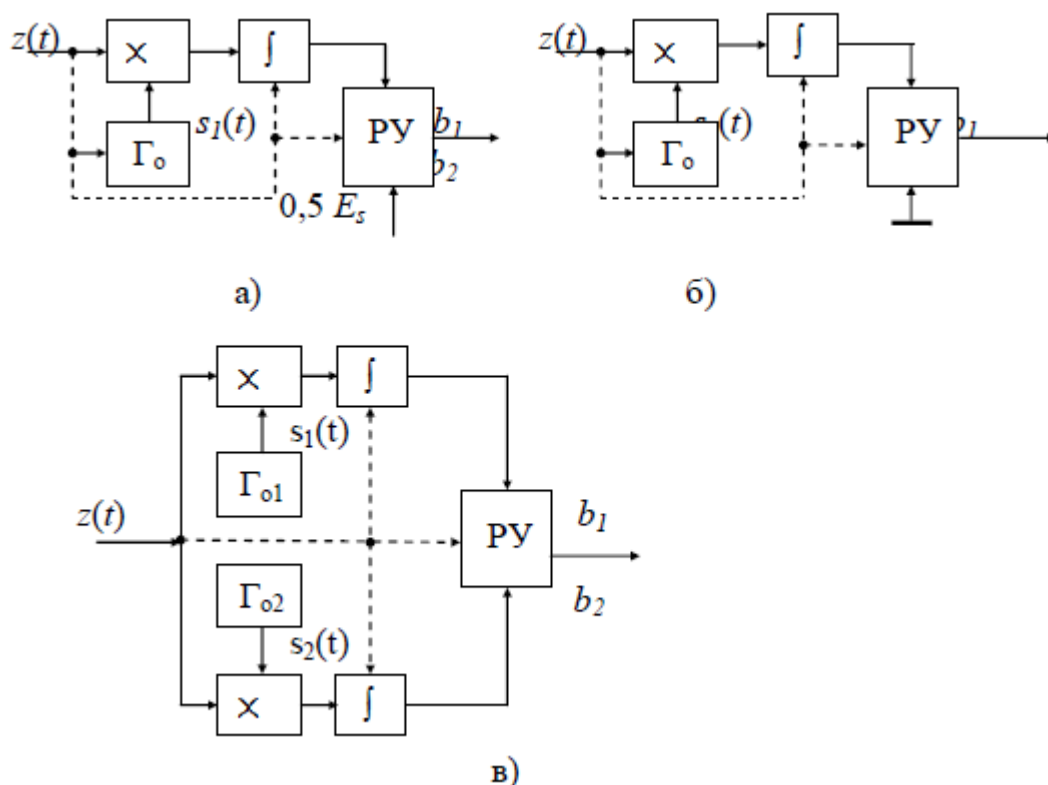 z(t)
×
∫
s₁(t)
Γₒ
РУ
b₁
b₂
0,5 Eₛ
а)
z(t)
×
∫
(t)
Γₒ
РУ
б)
×
∫
s₁(t)
Γₒ₁
z(t)
РУ
b₁
b₂
Γₒ₂
s₂(t)
×
∫
в)